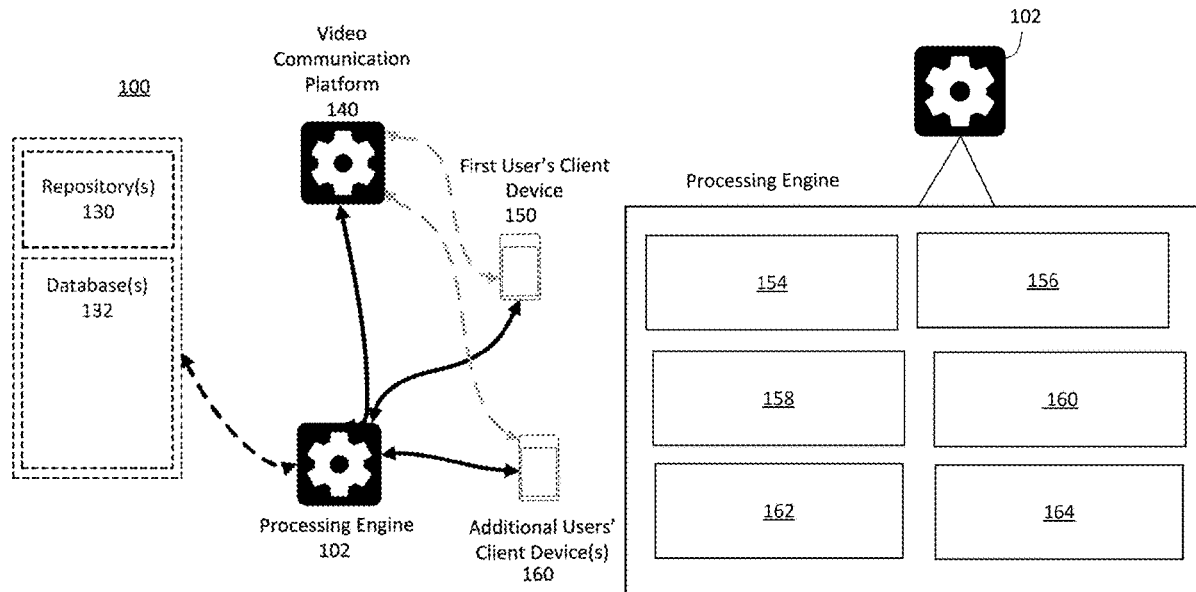 100
Repository(s)
130
Database(s)
132
Video
Communication
Platform
140
First User's Client
Device
150
Processing Engine
102
Additional Users'
Client Device(s)
160
102
Processing Engine
154
156
158
160
162
164